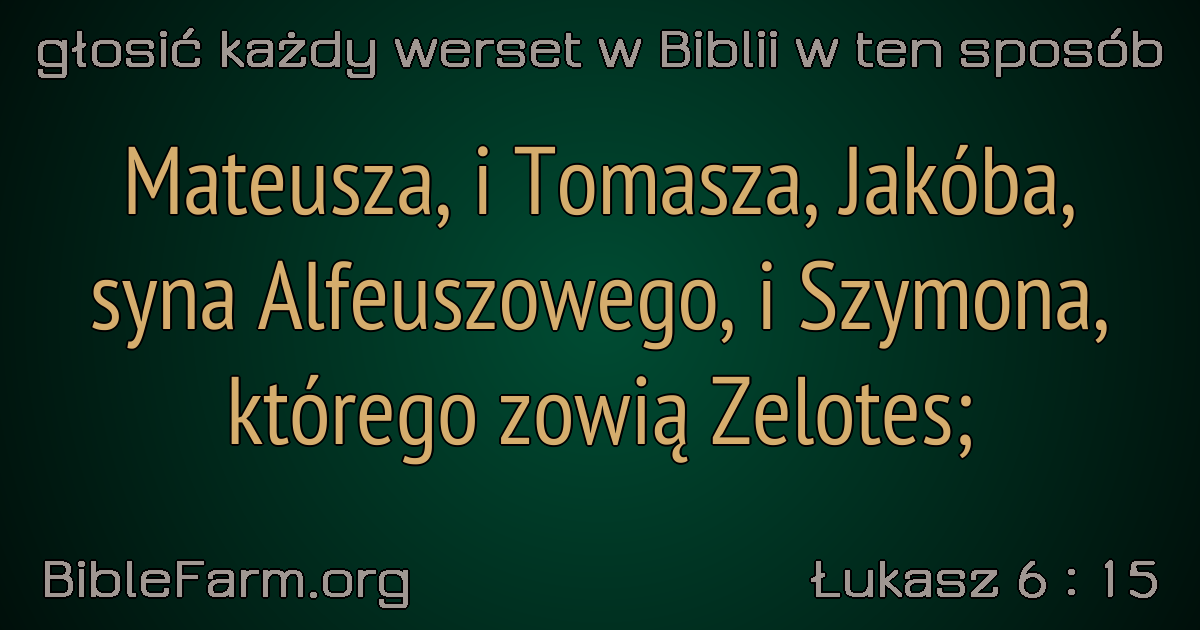 głosić każdy werset w Biblii w ten sposób
Mateusza, i Tomasza, Jakóba,
syna Alfeuszowego, i Szymona,
którego zowią Zelotes;
BibleFarm.org
Łukasz 6 : 15